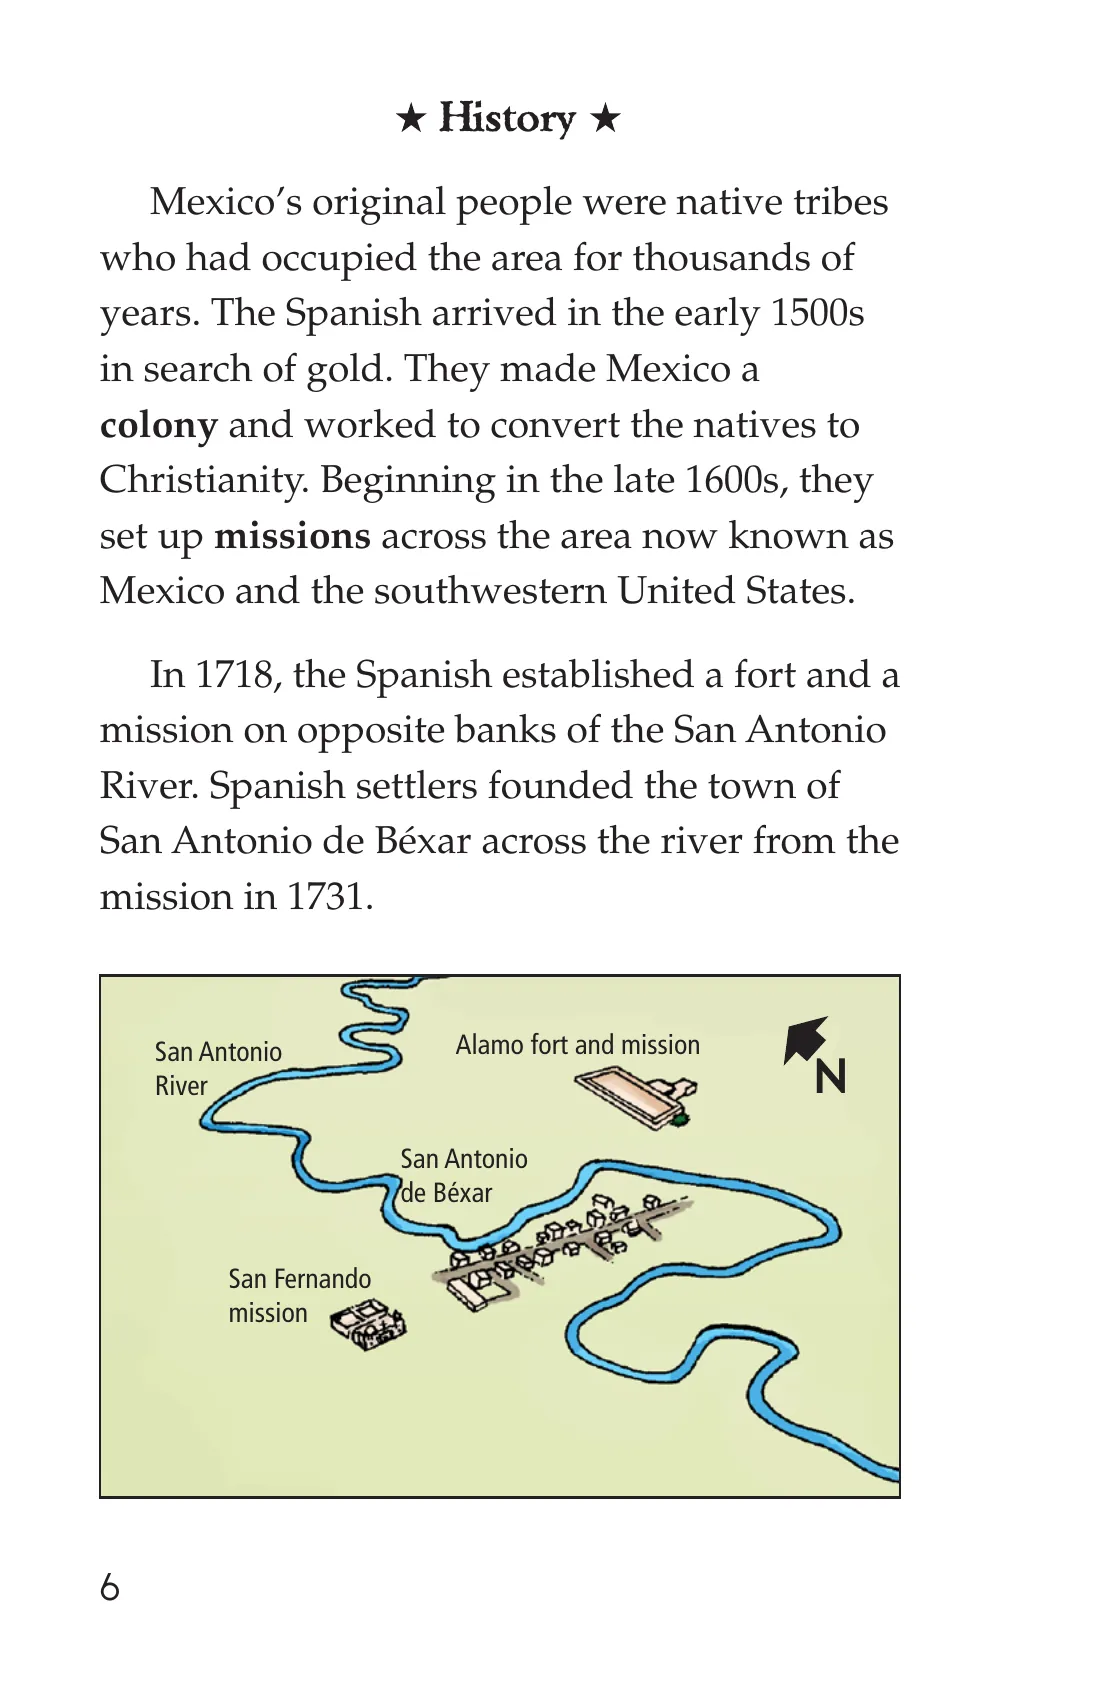 ★ History ★
Mexico’s original people were native tribes
who had occupied the area for thousands of
years. The Spanish arrived in the early 1500s
in search of gold. They made Mexico a
colony and worked to convert the natives to
Christianity. Beginning in the late 1600s, they
set up missions across the area now known as
Mexico and the southwestern United States.
In 1718, the Spanish established a fort and a
mission on opposite banks of the San Antonio
River. Spanish settlers founded the town of
San Antonio de Béxar across the river from the
mission in 1731.
San Antonio
River
Alamo fort and mission
N
San Antonio
de Béxar
San Fernando
mission
6